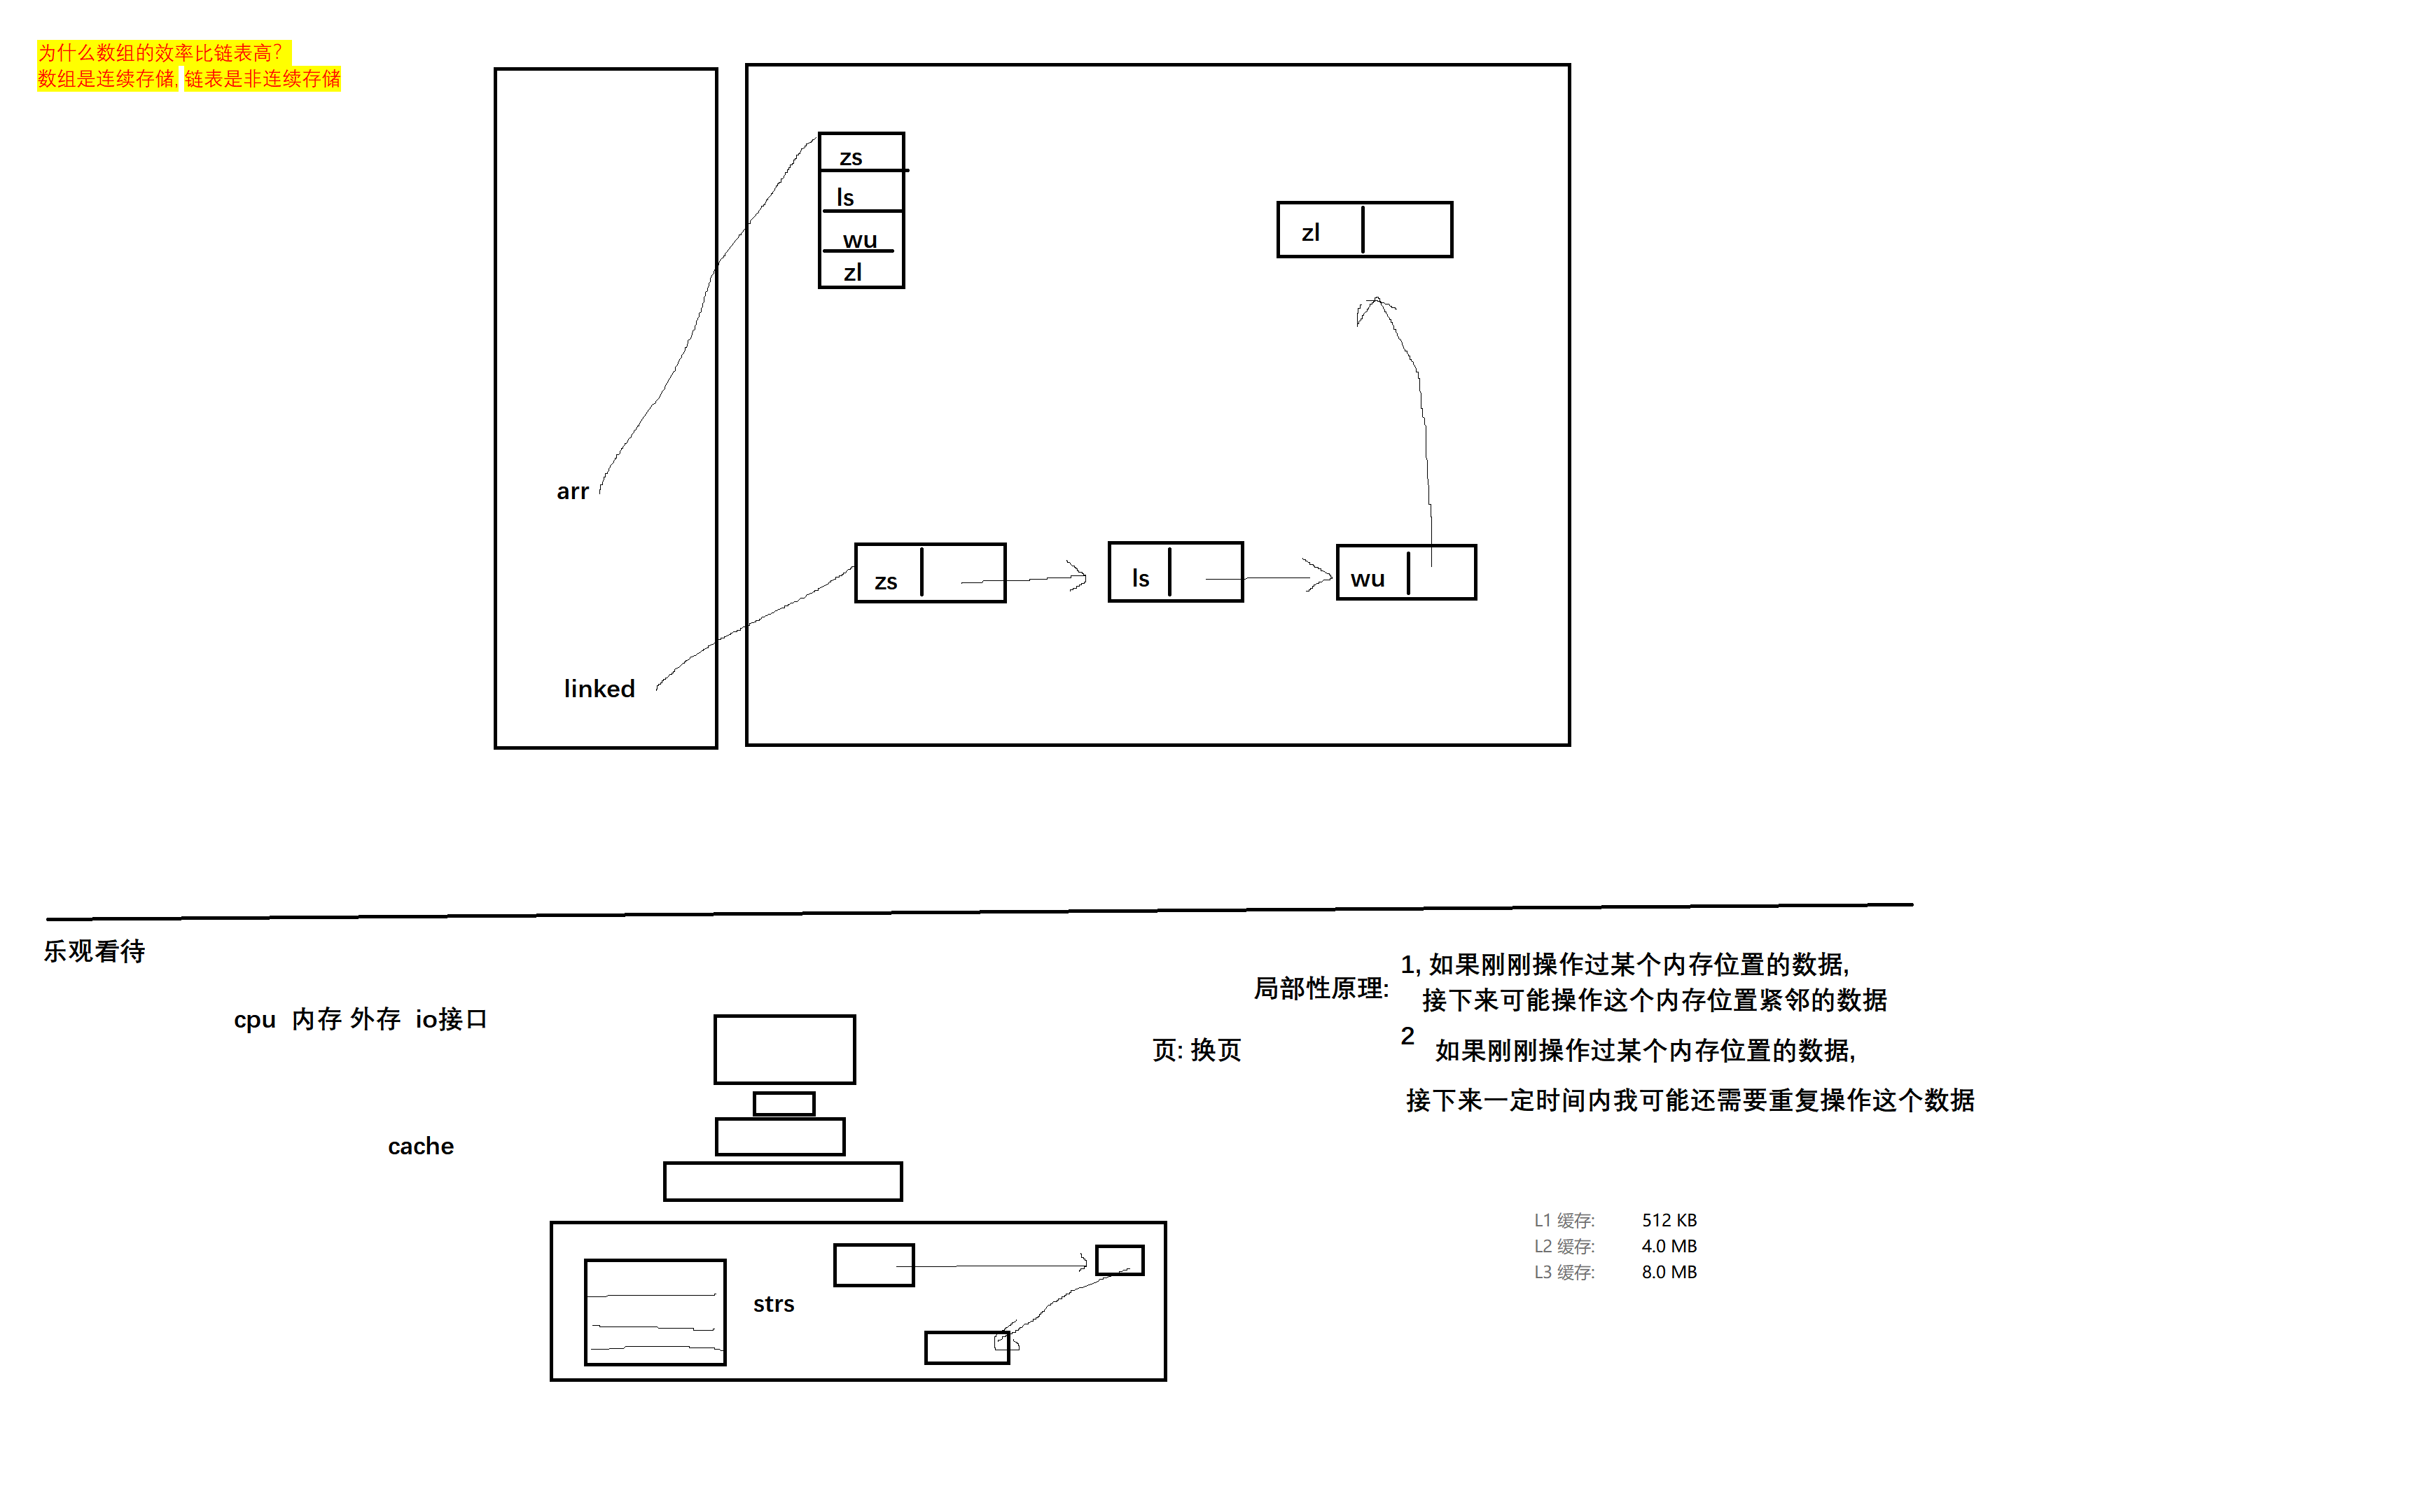 为什么数组的效率比链表高?
数组是连续存储, 链表是非连续存储
zs
ls
wu
zl
zl
arr
zs
ls
wu
linked
乐观看待
cpu 内存 外存 io接口
cache
strs
页: 换页
局部性原理:
1, 如果刚刚操作过某个内存位置的数据,
接下来可能操作这个内存位置紧邻的数据
2
如果刚刚操作过某个内存位置的数据,
接下来一定时间内我可能还需要重复操作这个数据
L1 缓存: 512 KB
L2 缓存: 4.0 MB
L3 缓存: 8.0 MB